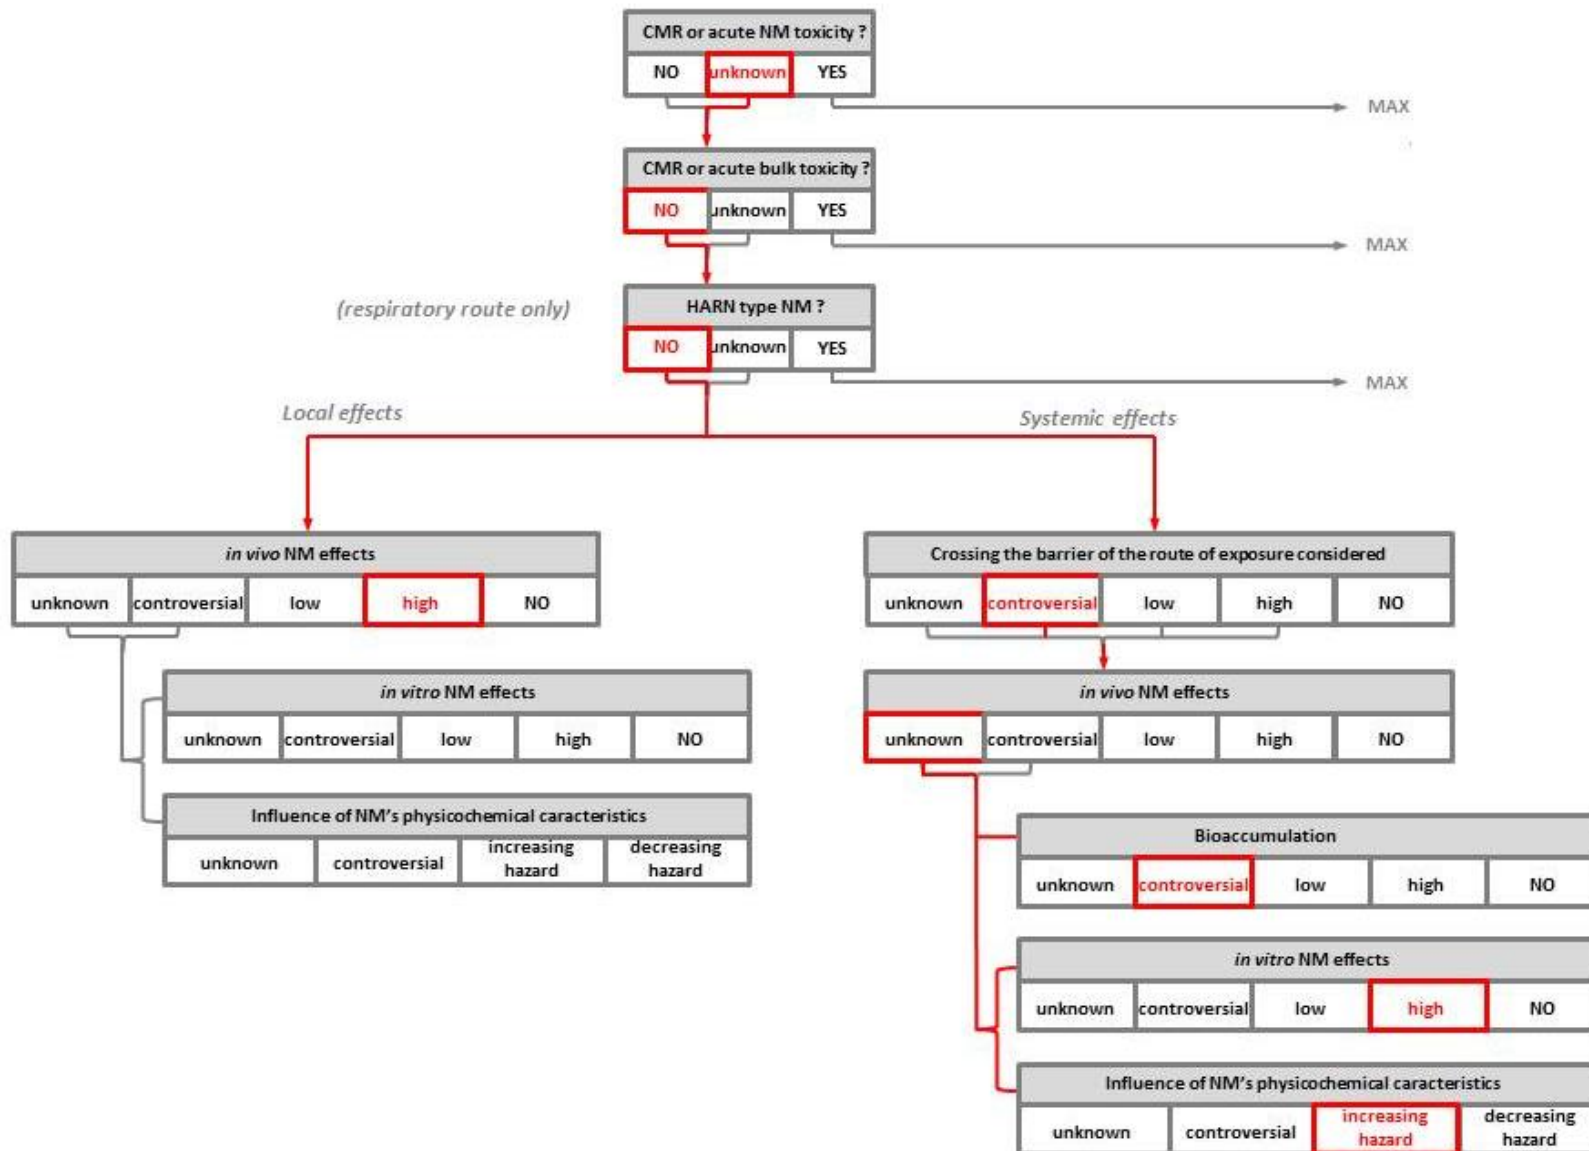 CMR or acute NM toxicity ?
NO unknown YES
MAX
CMR or acute bulk toxicity ?
NO unknown YES
MAX
(respiratory route only)
HARN type NM ?
NO unknown YES
MAX
Local effects
Systemic effects
in vivo NM effects
unknown controversial low high NO
Crossing the barrier of the route of exposure considered
unknown controversial low high NO
in vitro NM effects
unknown controversial low high NO
in vivo NM effects
unknown controversial low high NO
Influence of NM's physicochemical caracteristics
unknown controversial increasing hazard decreasing hazard
Bioaccumulation
unknown controversial low high NO
in vitro NM effects
unknown controversial low high NO
Influence of NM's physicochemical caracteristics
unknown controversial increasing hazard decreasing hazard